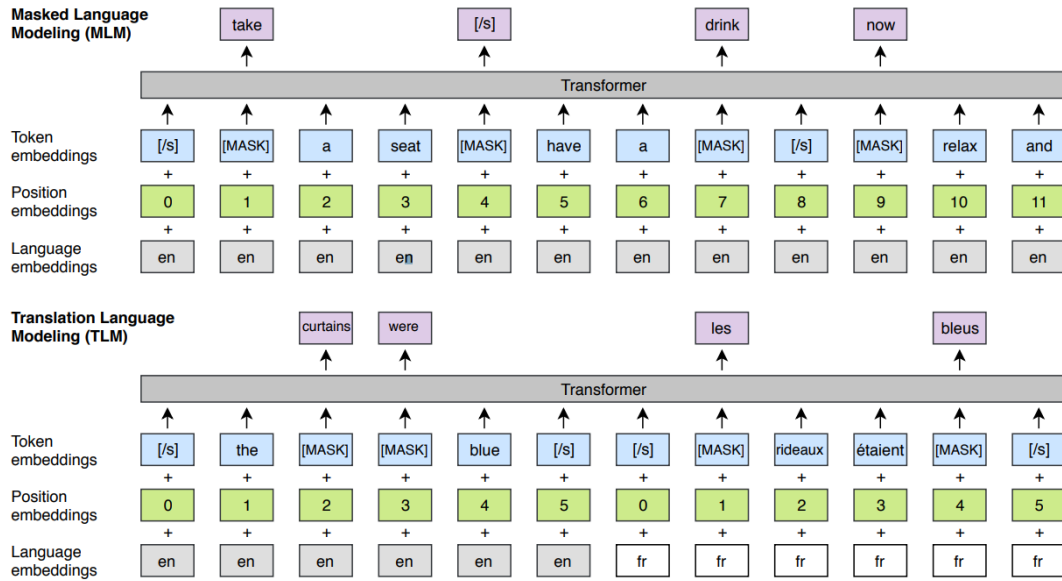 Masked Language
Modeling (MLM)
take [/s] drink now
Transformer
Token
embeddings
[/s] [MASK] a seat [MASK] have a [MASK] [/s] [MASK] relax and
+ + + + + + + + + + + +
Position
embeddings
0 1 2 3 4 5 6 7 8 9 10 11
+ + + + + + + + + + + +
Language
embeddings
en en en en en en en en en en en en
Translation Language
Modeling (TLM)
curtains were les bleus
Transformer
Token
embeddings
[/s] the [MASK] [MASK] blue [/s] [/s] [MASK] rideaux étaient [MASK] [/s]
+ + + + + + + + + + + +
Position
embeddings
0 1 2 3 4 5 0 1 2 3 4 5
+ + + + + + + + + + + +
Language
embeddings
en en en en en en fr fr fr fr fr fr